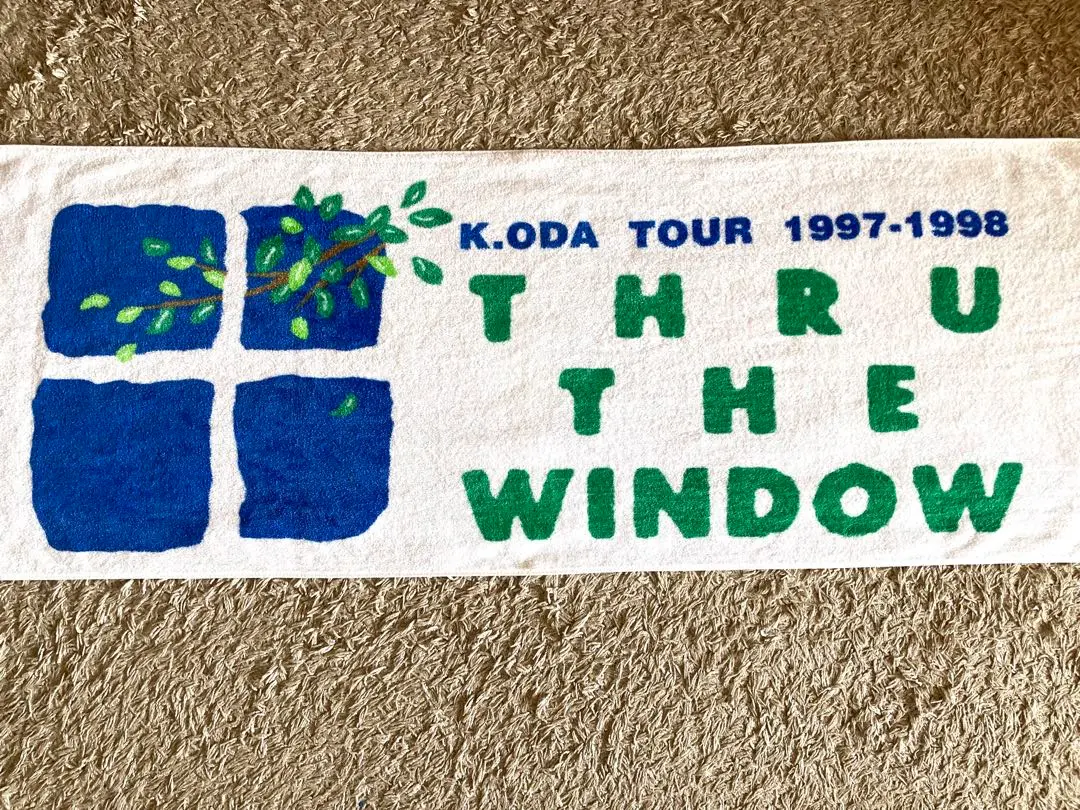 K.ODA TOUR 1997-1998
THRU
THE
WINDOW